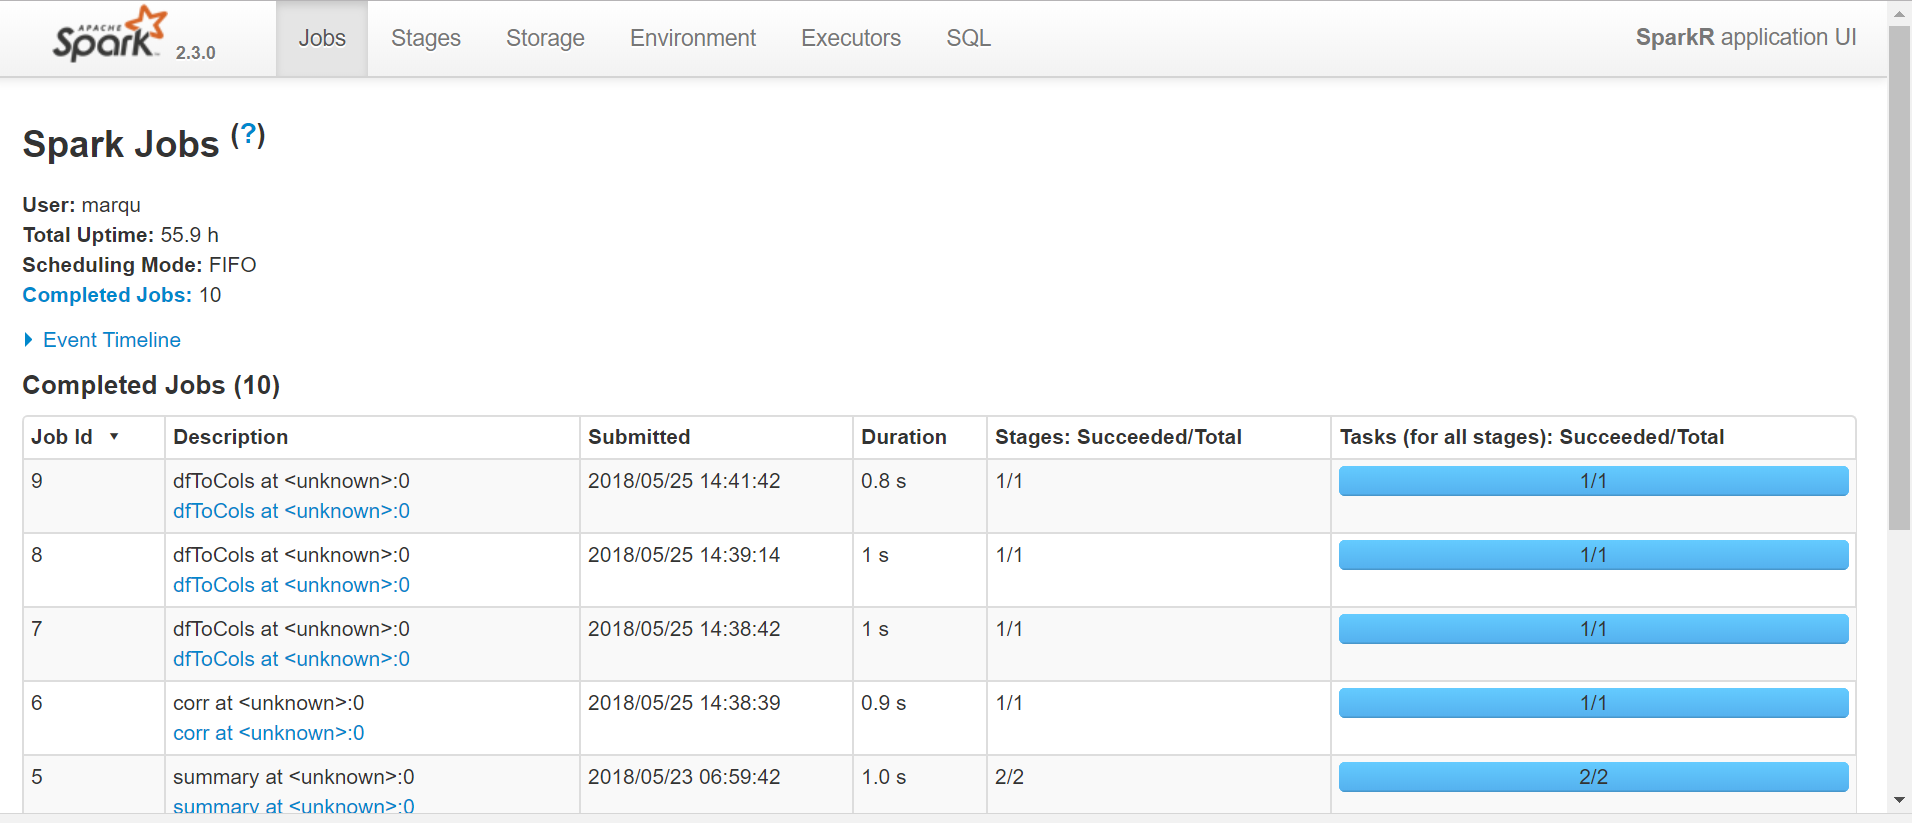 APACHE
Spark 2.3.0 Jobs Stages Storage Environment Executors SQL SparkR application UI
Spark Jobs (?)
User: marqu
Total Uptime: 55.9 h
Scheduling Mode: FIFO
Completed Jobs: 10
Event Timeline
Completed Jobs (10)
Job Id ▾ Description Submitted Duration Stages: Succeeded/Total Tasks (for all stages): Succeeded/Total
9 dfToCols at <unknown>:0 2018/05/25 14:41:42 0.8 s 1/1 1/1
dfToCols at <unknown>:0
8 dfToCols at <unknown>:0 2018/05/25 14:39:14 1 s 1/1 1/1
dfToCols at <unknown>:0
7 dfToCols at <unknown>:0 2018/05/25 14:38:42 1 s 1/1 1/1
dfToCols at <unknown>:0
6 corr at <unknown>:0 2018/05/25 14:38:39 0.9 s 1/1 1/1
corr at <unknown>:0
5 summary at <unknown>:0 2018/05/23 06:59:42 1.0 s 2/2 2/2
summary at <unknown>:0